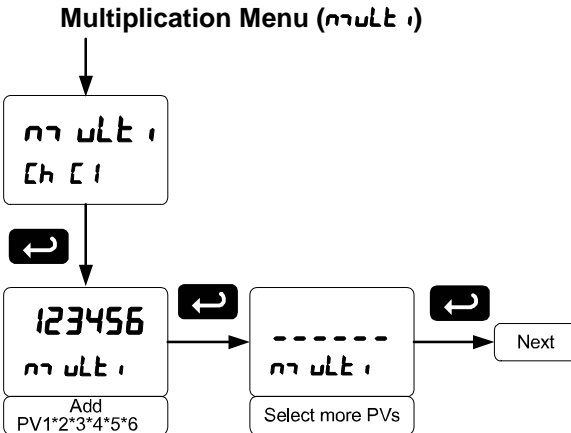 Multiplication Menu (multi)
multi
Ch C1
123456
multi
Add
PV1*2*3*4*5*6
------
multi
Select more PVs
Next